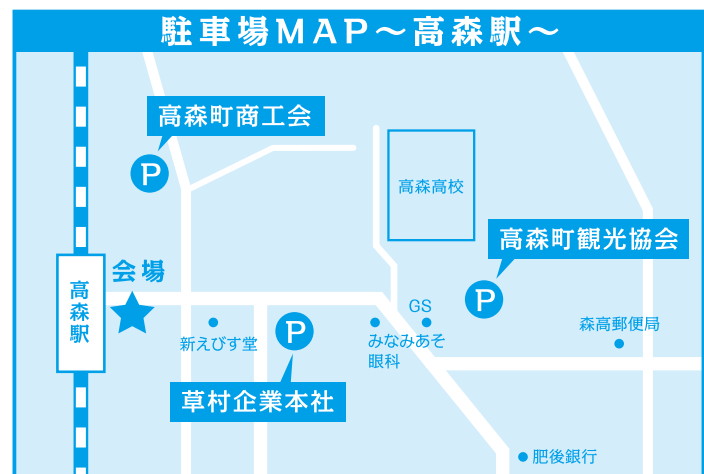 駐車場MAP～高森駅～
高森町商工会
P
高森高校
高森町観光協会
会場
高森駅
P
GS
新えびす堂
P
みなみあそ
眼科
森高郵便局
草村企業本社
肥後銀行